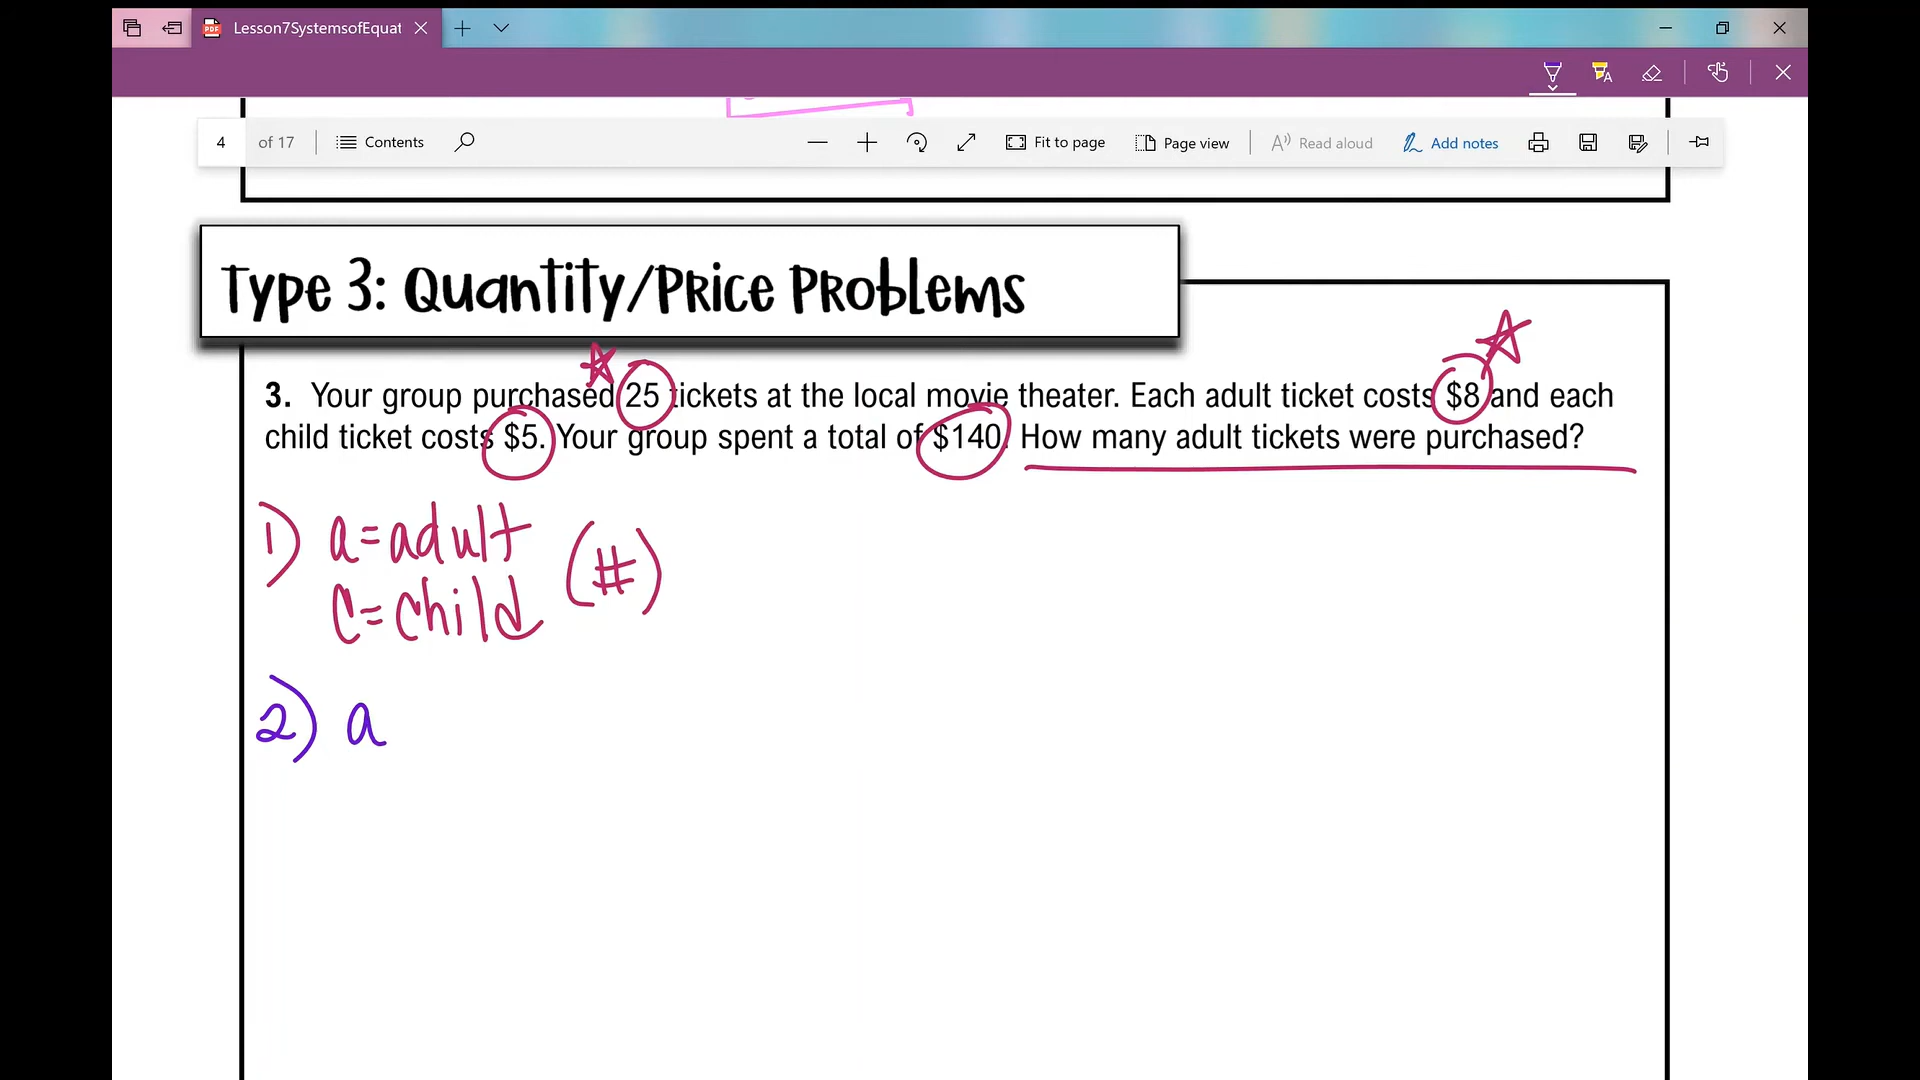 Lesson7SystemsofEquat
4 of 17 Contents Fit to page Page view Read aloud Add notes
Type 3: Quantity/Price Problems
3. Your group purchased 25 tickets at the local movie theater. Each adult ticket costs $8 and each
child ticket costs $5. Your group spent a total of $140. How many adult tickets were purchased?
1) a=adult
(#)
c=child
2) a